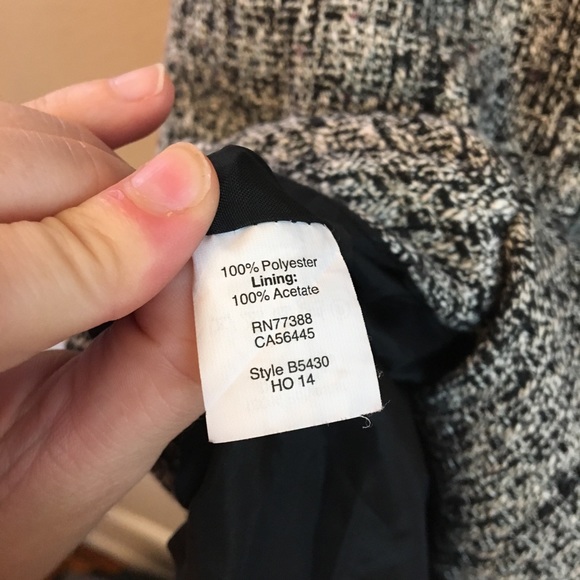 100% Polyester
Lining:
100% Acetate
RN77388
CA56445
Style B5430
HO 14